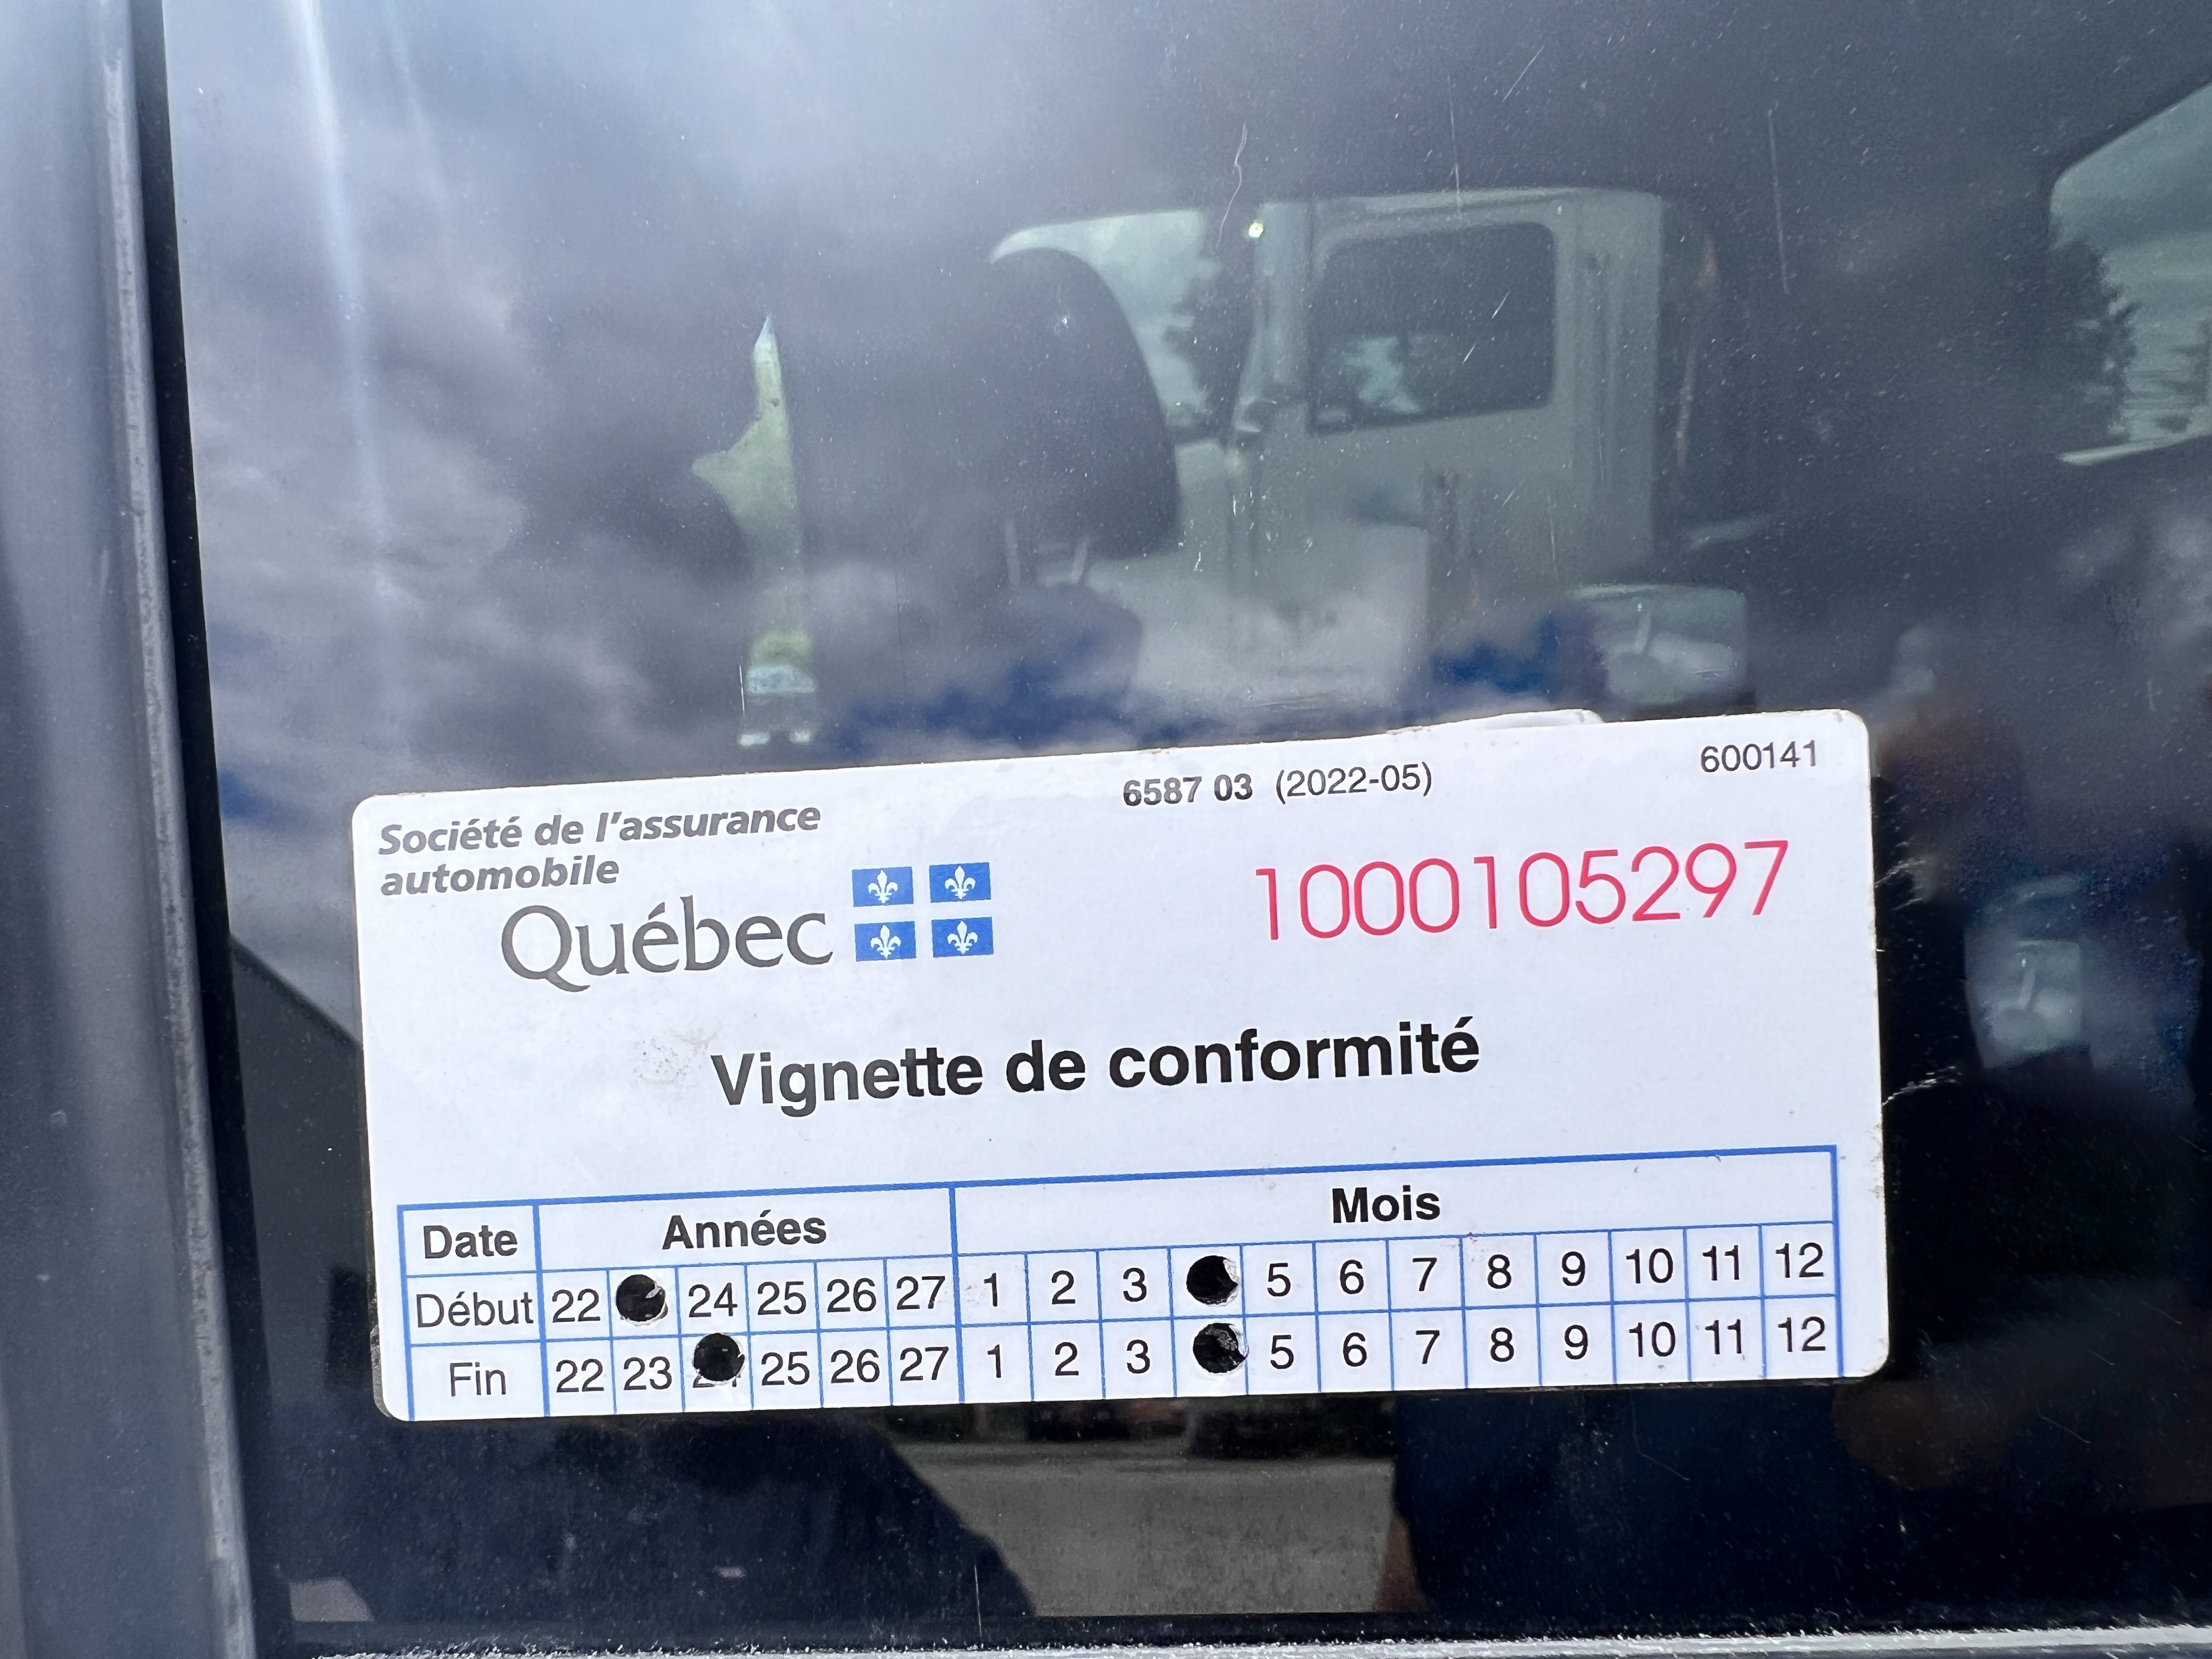 6587 03 (2022-05)
600141
Société de l'assurance
automobile
Québec
1000105297
Vignette de conformité
Date Années Mois
Début 22 24 25 26 27 1 2 3 5 6 7 8 9 10 11 12
Fin 22 23 25 26 27 1 2 3 5 6 7 8 9 10 11 12